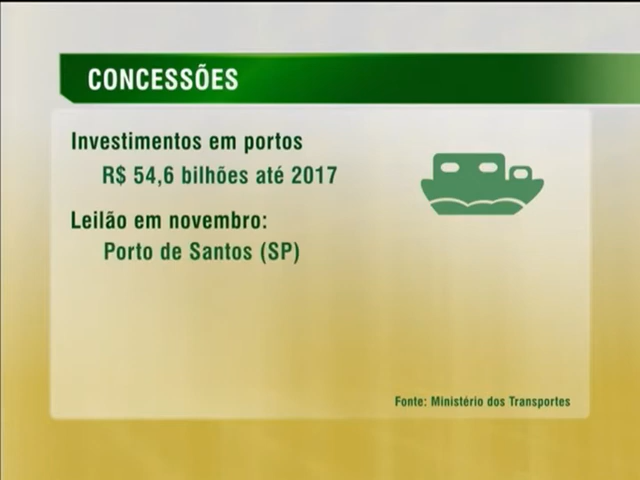 CONCESSÕES
Investimentos em portos
R$ 54,6 bilhões até 2017
Leilão em novembro:
Porto de Santos (SP)
Fonte: Ministério dos Transportes